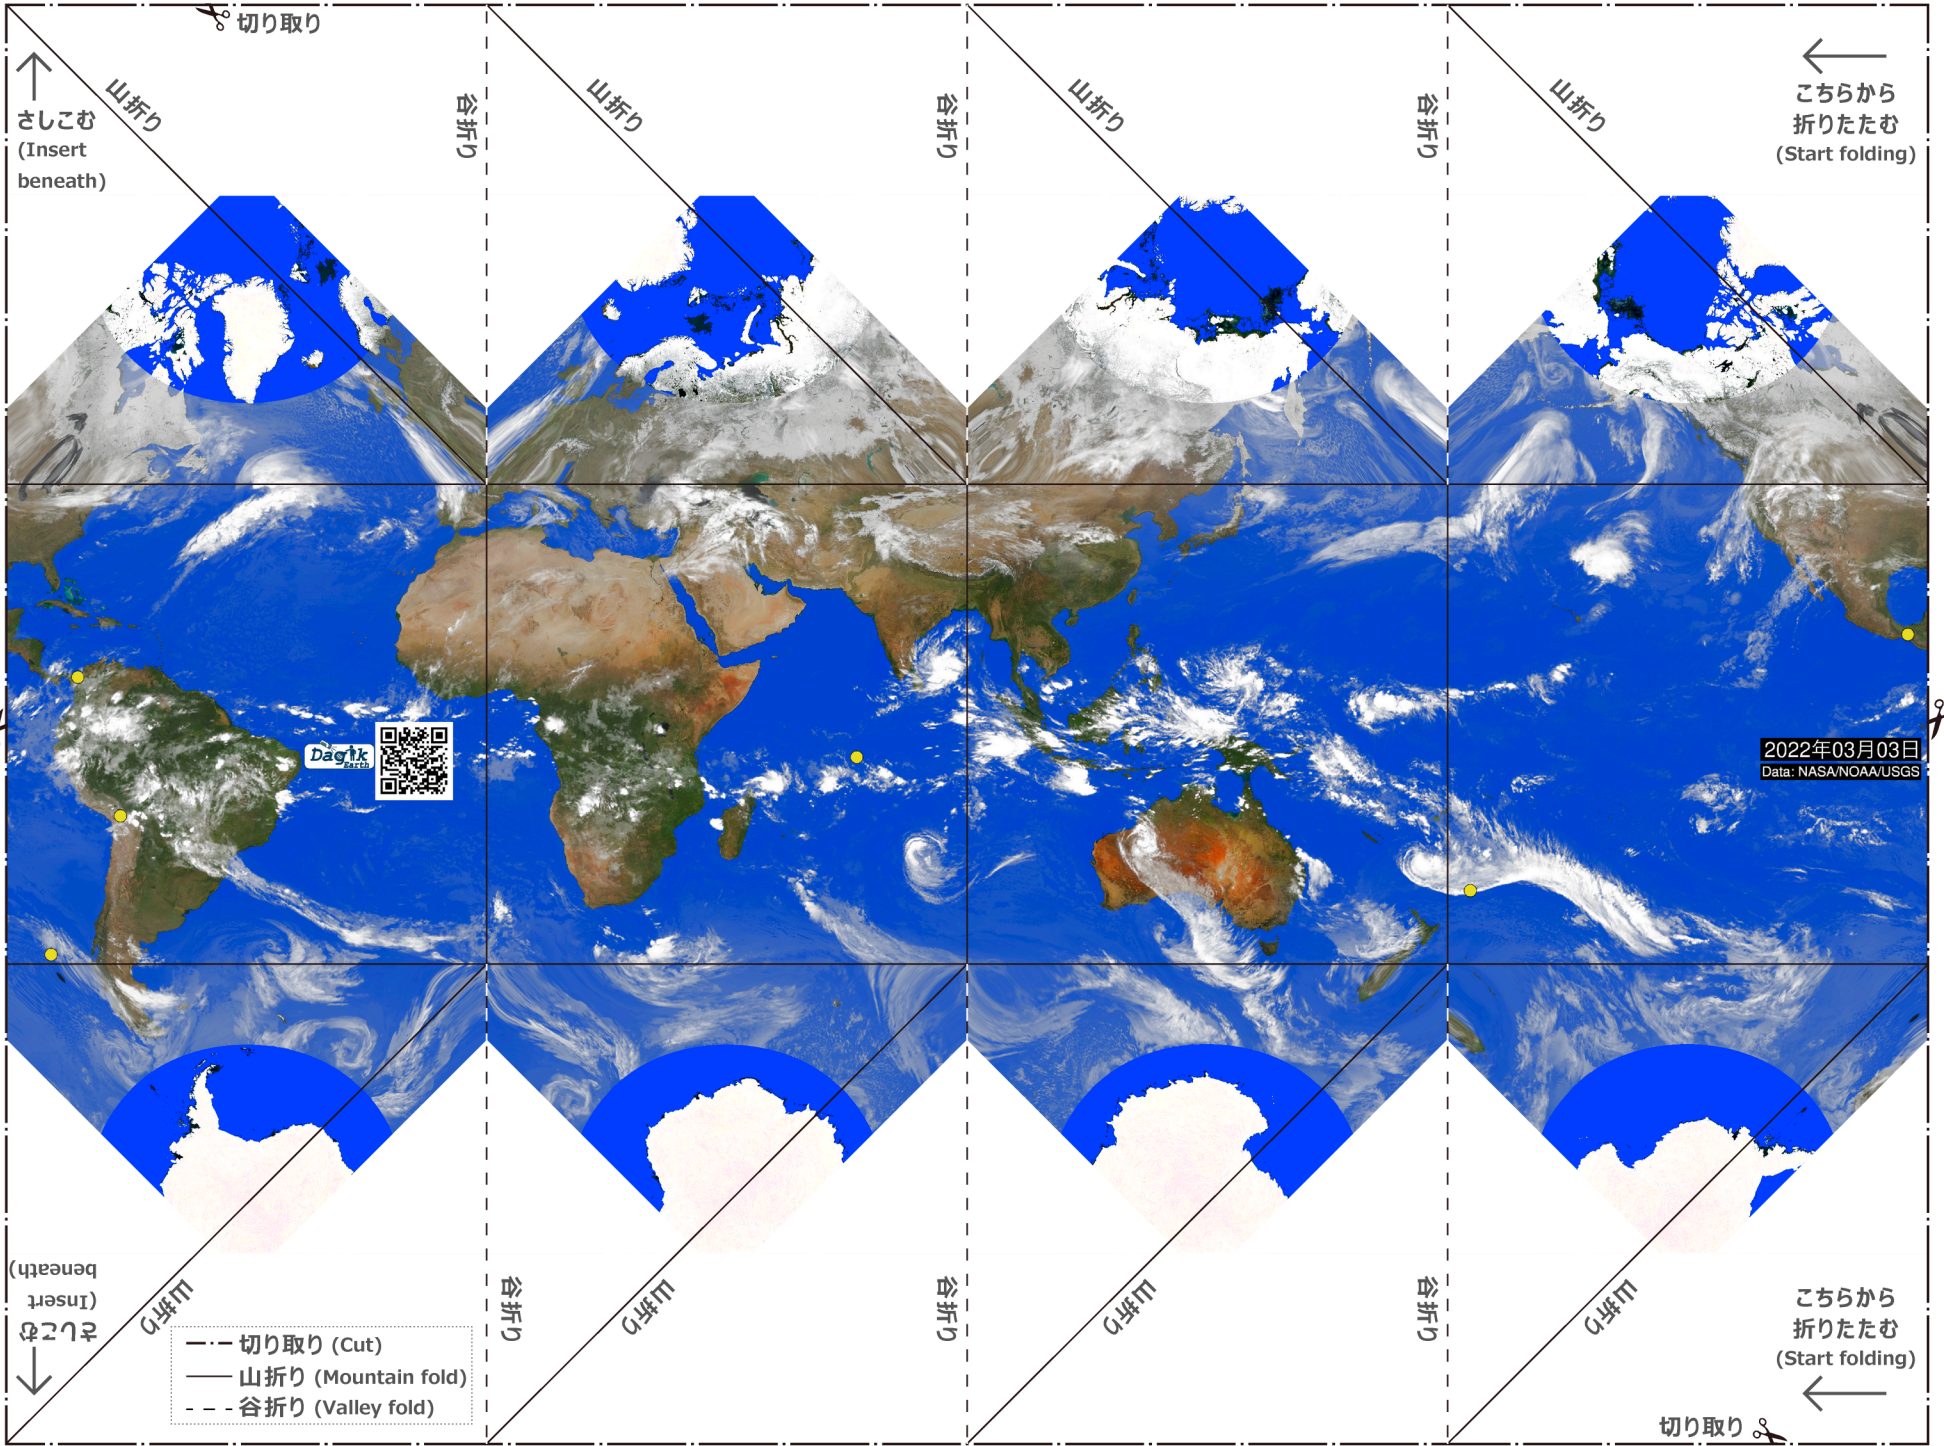 切り取り
さしこむ
(Insert
beneath)
山折り
谷折り
山折り
谷折り
山折り
谷折り
山折り
こちらから
折りたたむ
(Start folding)
Dagik
Earth
2022年03月03日
Data: NASA/NOAA/USGS
さしこむ
(Insert
beneath)
山折り
谷折り
山折り
谷折り
山折り
谷折り
山折り
こちらから
折りたたむ
(Start folding)
切り取り (Cut)
山折り (Mountain fold)
谷折り (Valley fold)
切り取り